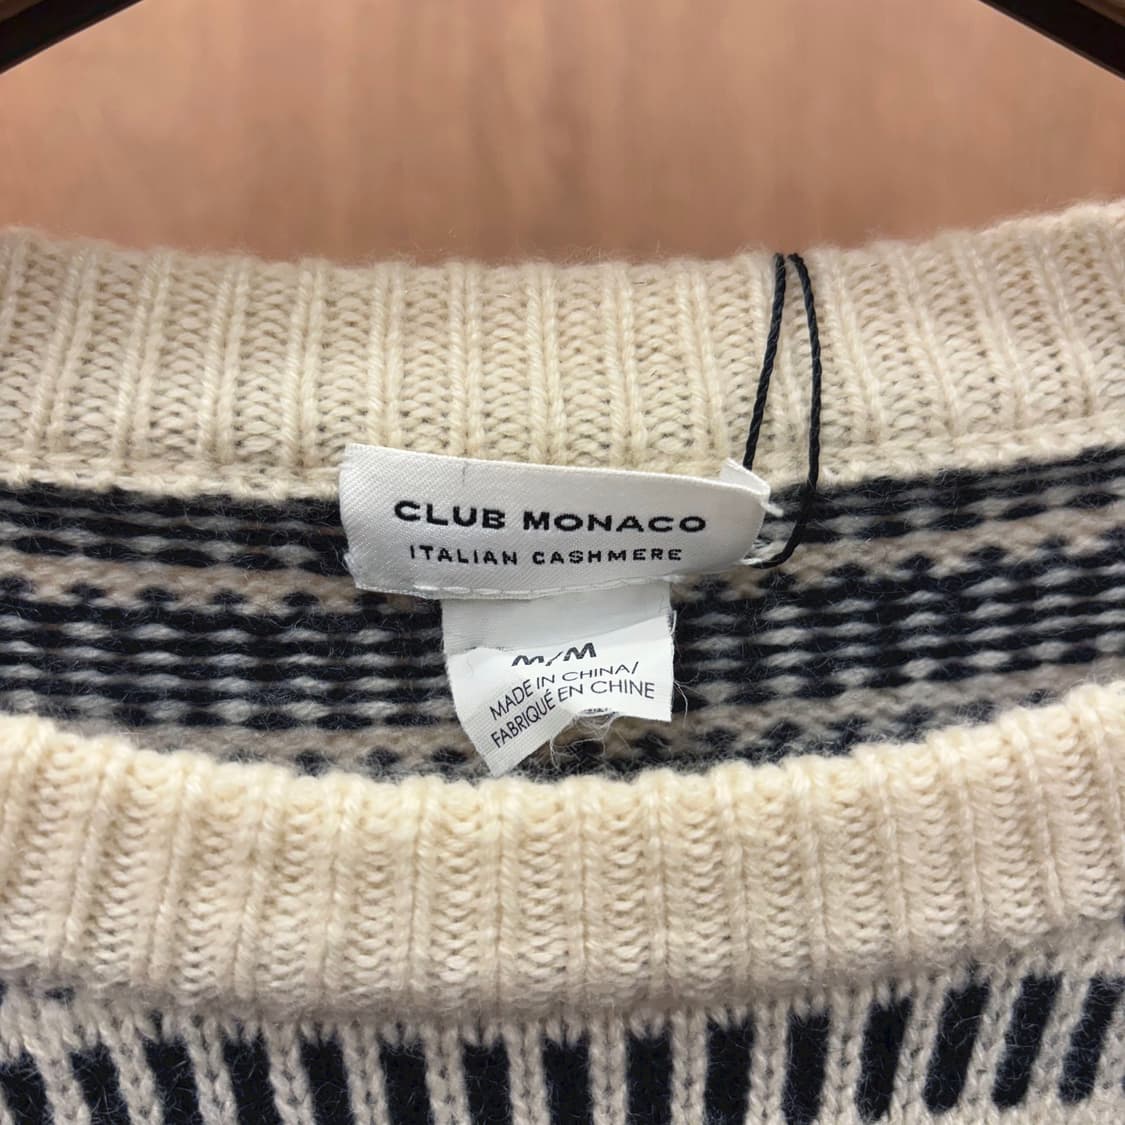 CLUB MONACO
ITALIAN CASHMERE
M/M
MADE IN CHINA/
FABRIQUÉ EN CHINE